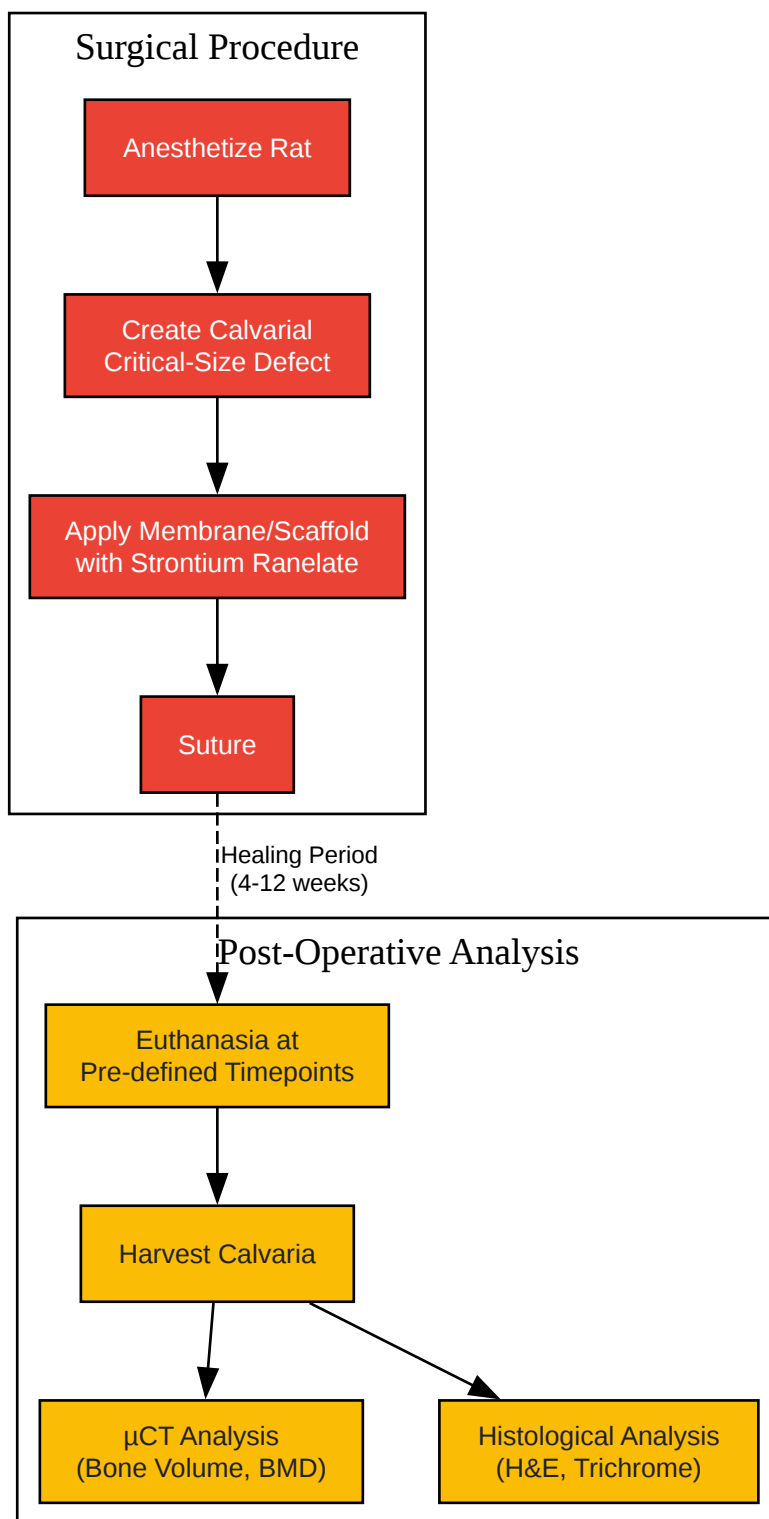 Surgical Procedure
Anesthetize Rat
Create Calvarial
Critical-Size Defect
Apply Membrane/Scaffold
with Strontium Ranelate
Suture
Healing Period
(4-12 weeks)
Post-Operative Analysis
Euthanasia at
Pre-defined Timepoints
Harvest Calvaria
µCT Analysis
(Bone Volume, BMD)
Histological Analysis
(H&E, Trichrome)